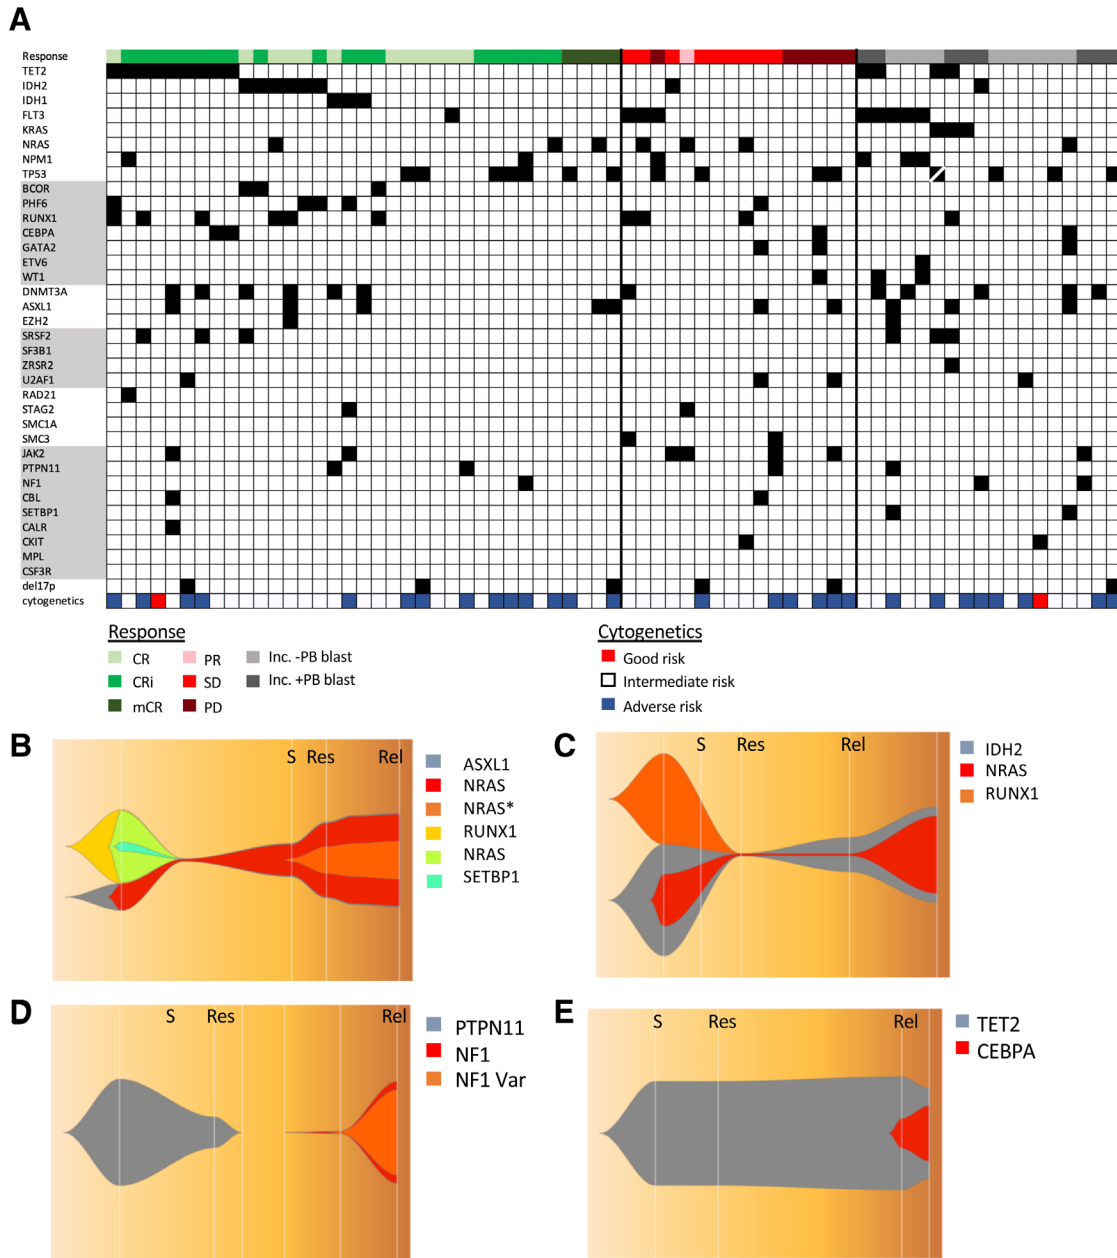 A
Response
TET2
IDH2
IDH1
FLT3
KRAS
NRAS
NPM1
TP53
BCOR
PHF6
RUNX1
CEBPA
GATA2
ETV6
WT1
DNMT3A
ASXL1
EZH2
SRSF2
SF3B1
ZRSR2
U2AF1
RAD21
STAG2
SMC1A
SMC3
JAK2
PTPN11
NF1
CBL
SETBP1
CALR
CKIT
MPL
CSF3R
del17p
cytogenetics
Response
CR PR Inc. -PB blast
CRi SD Inc. +PB blast
mCR PD
Cytogenetics
Good risk
Intermediate risk
Adverse risk
B
S Res Rel
ASXL1
NRAS
NRAS*
RUNX1
NRAS
SETBP1
C
S Res Rel
IDH2
NRAS
RUNX1
D
S Res Rel
PTPN11
NF1
NF1 Var
E
S Res Rel
TET2
CEBPA